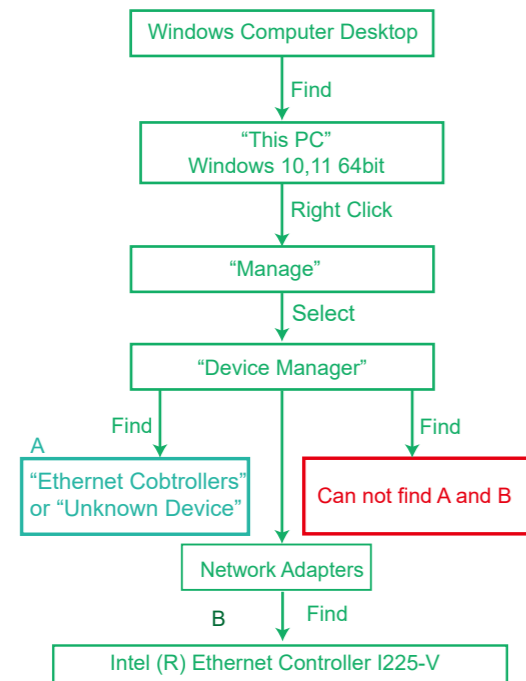 Windows Computer Desktop
Find
“This PC”
Windows 10,11 64bit
Right Click
“Manage”
Select
“Device Manager”
Find
Find
A
“Ethernet Cobtrollers”
or “Unknown Device”
Can not find A and B
Network Adapters
B
Find
Intel (R) Ethernet Controller I225-V